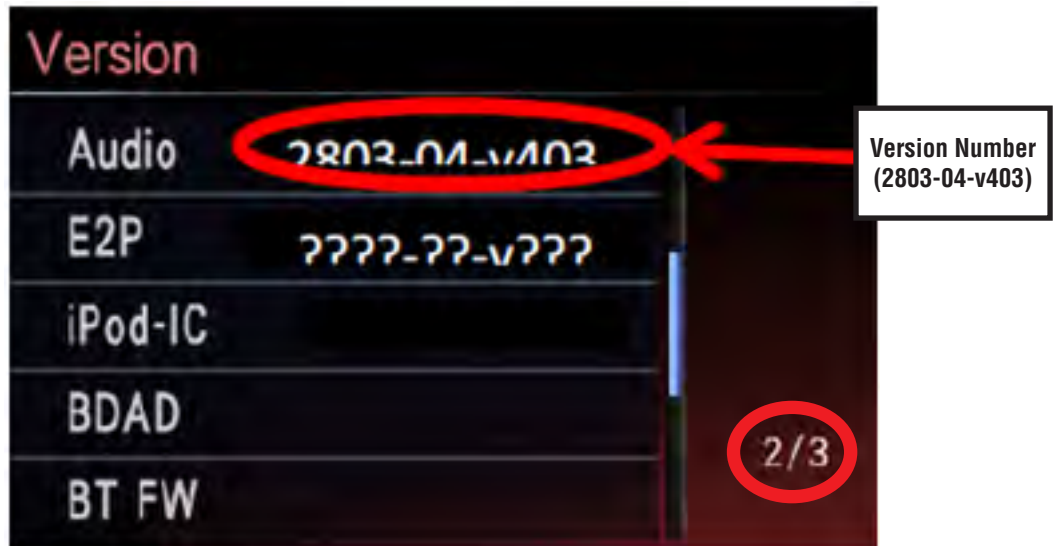 Version
Audio 2803-04-v403
E2P ????-??-v???
iPod-IC
BDAD
BT FW
2/3
Version Number
(2803-04-v403)